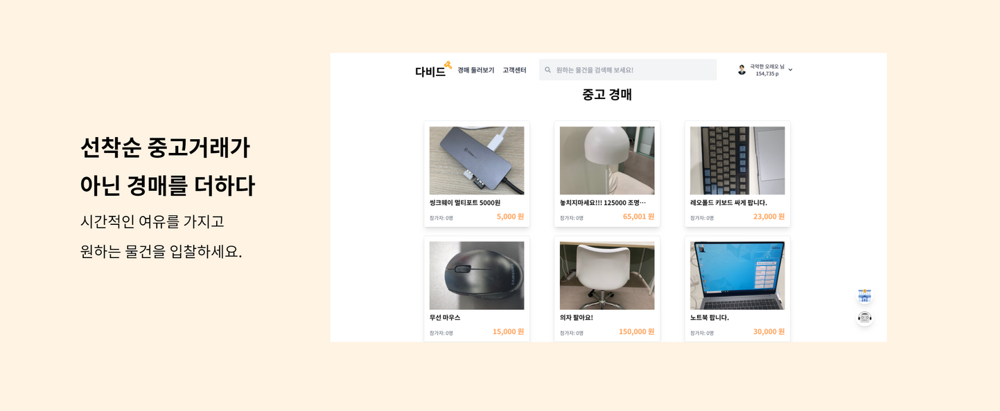 선착순 중고거래가
아닌 경매를 더하다
시간적인 여유를 가지고
원하는 물건을 입찰하세요.
다비드
경매 둘러보기
고객센터
원하는 물건을 검색해 보세요!
극악한 오레오 님
154,735 p
중고 경매
씽크웨이 멀티포트 5000원
참가자: 0명
5,000 원
놓치지마세요!!! 125000 조명…
참가자: 0명
65,001 원
레오폴드 키보드 싸게 팝니다.
참가자: 0명
23,000 원
SAMSUNG
무선 마우스
참가자: 0명
15,000 원
의자 팔아요!
참가자: 0명
150,000 원
노트북 팝니다.
참가자: 0명
30,000 원